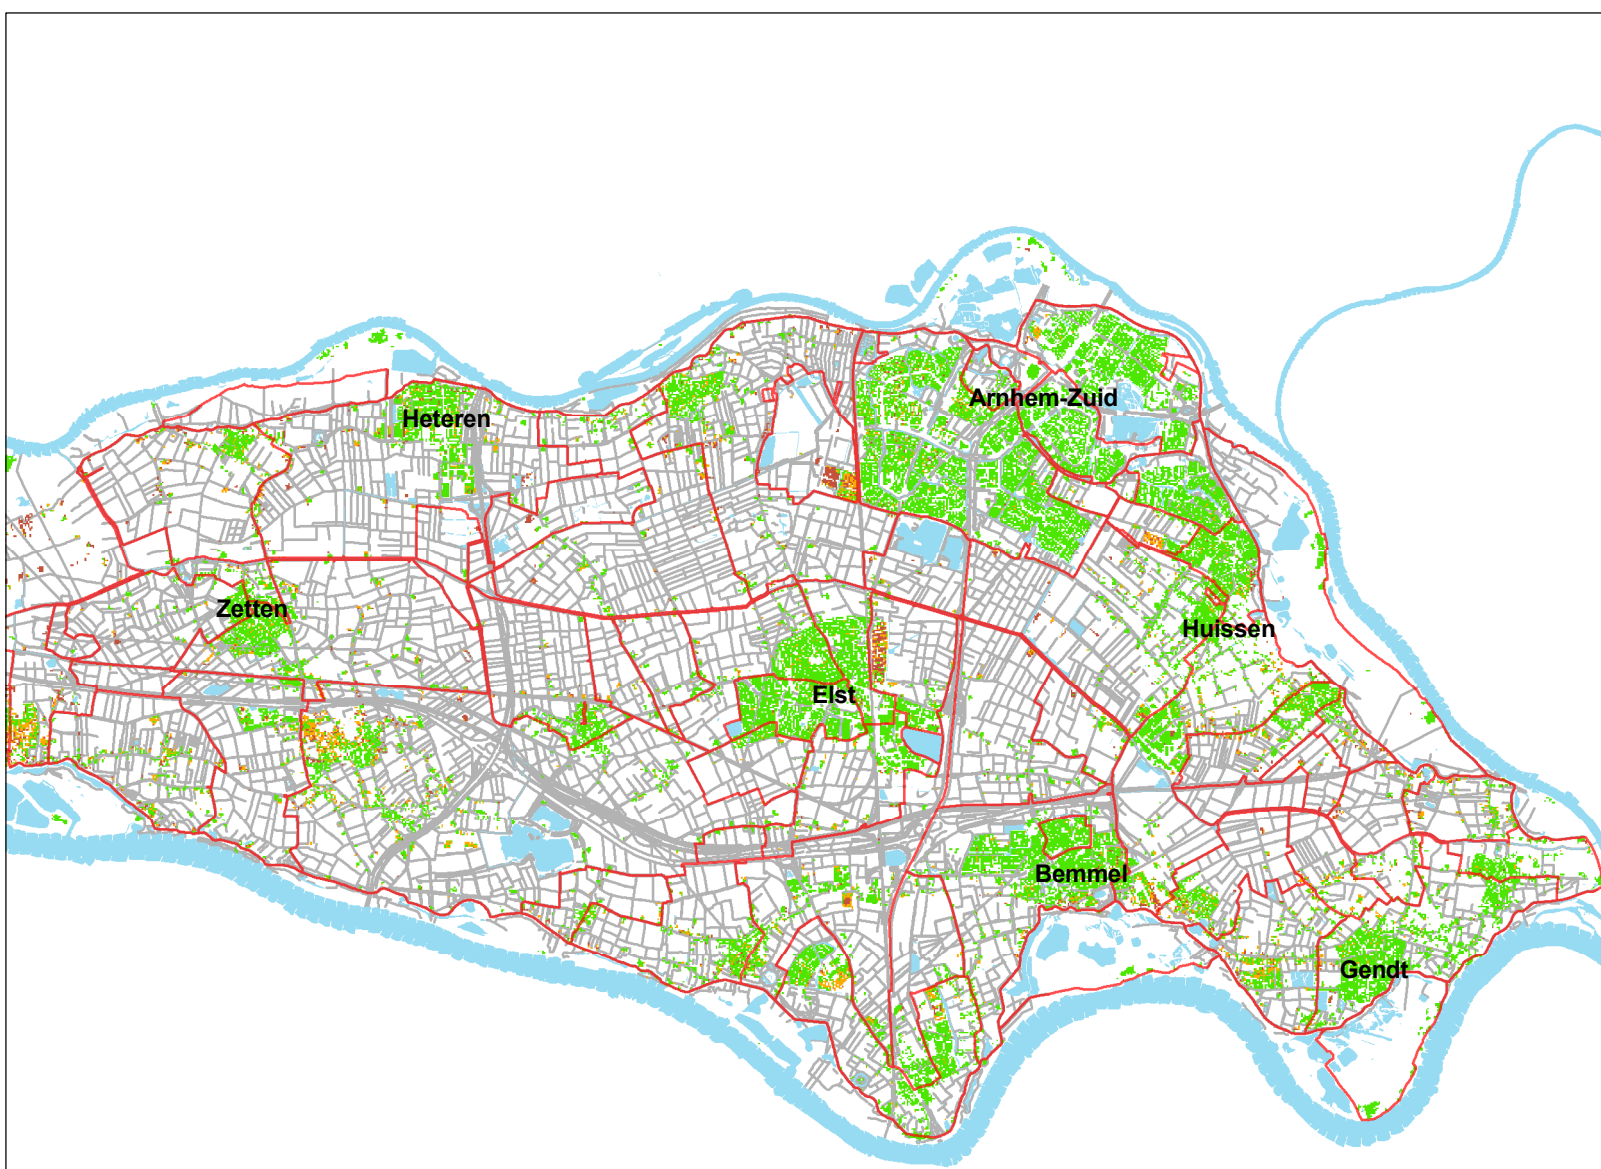 Arnhem-Zuid
Heteren
Zetten
Huissen
Elst
Bemmel
Gendt